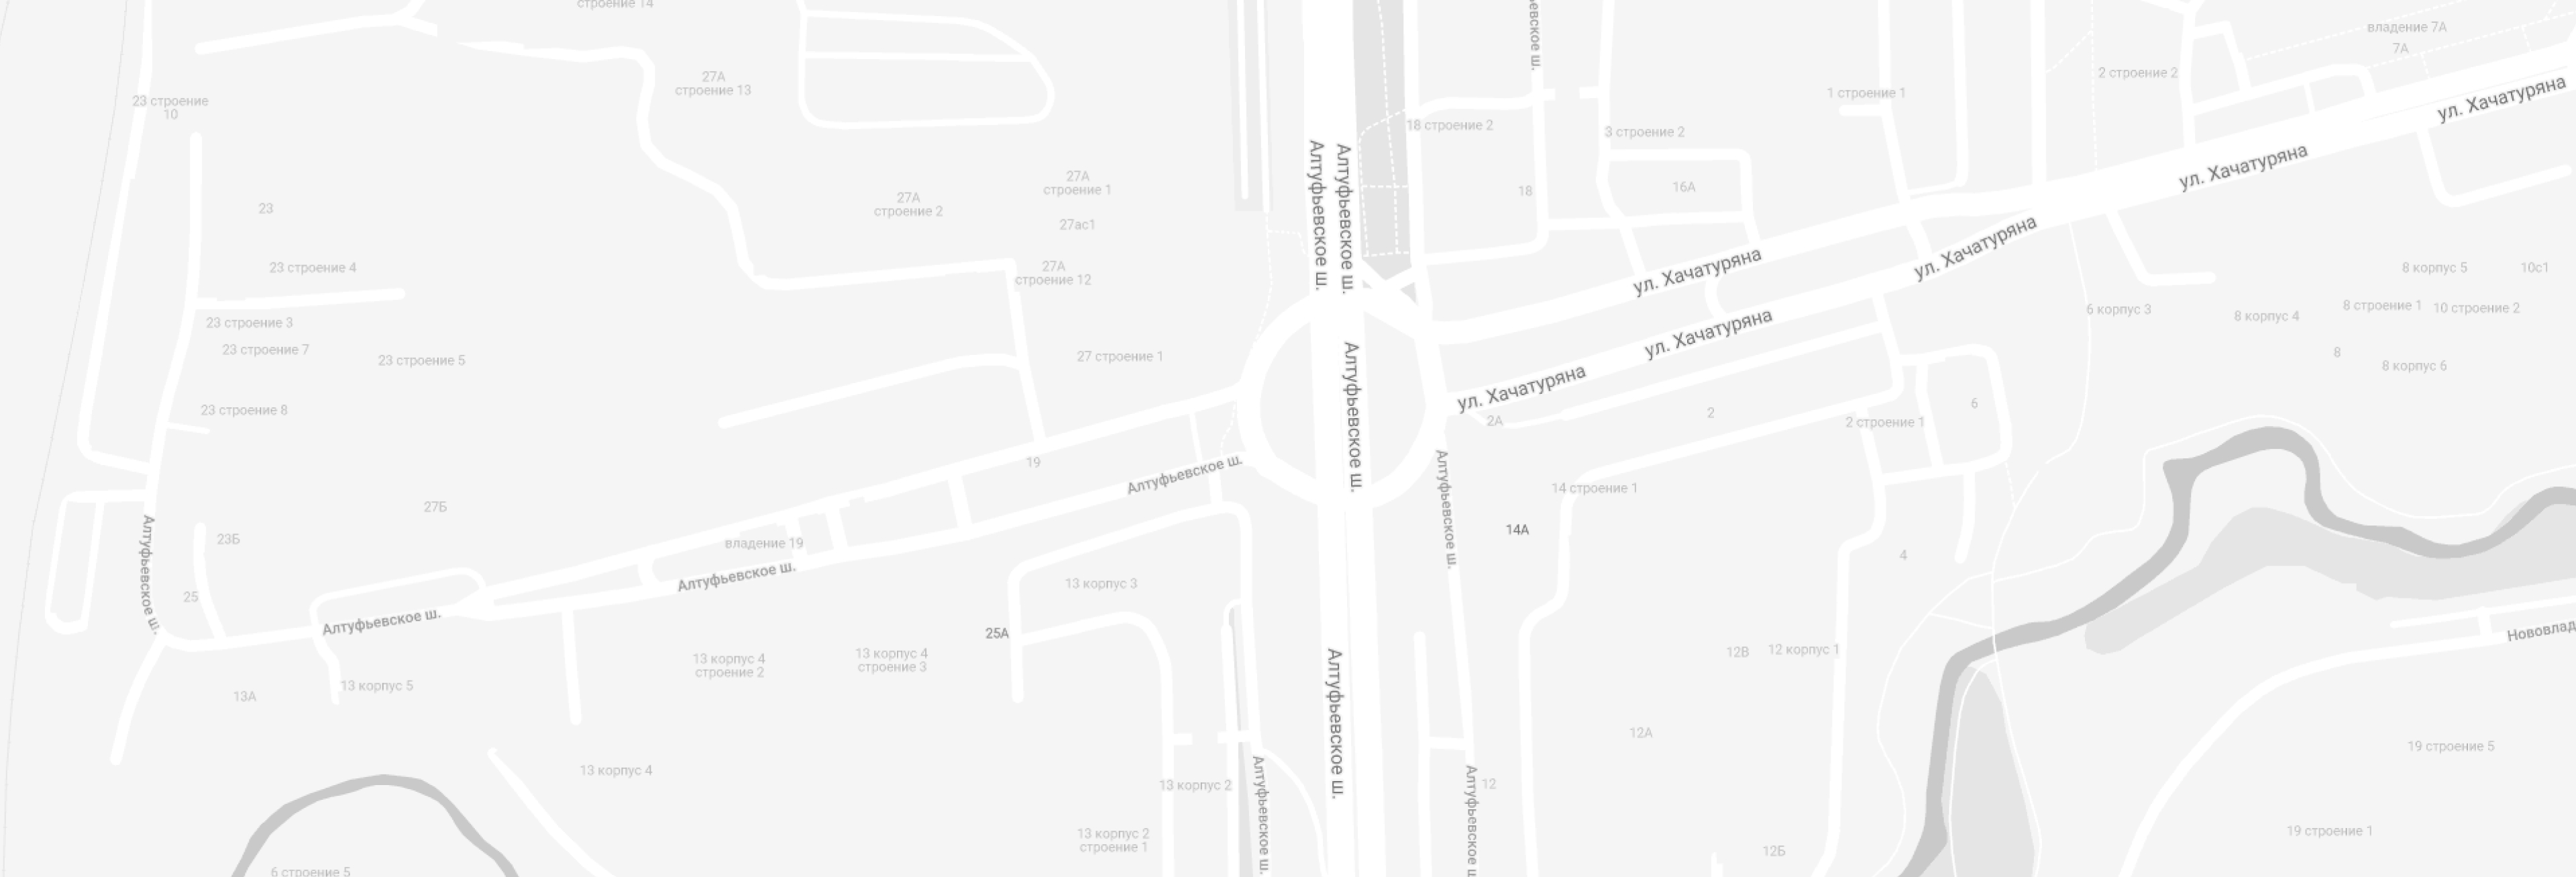 строение 14
владение 7А
7А
2 строение 2
27А
строение 13
23 строение
10
1 строение 1
ул. Хачатуряна
18 строение 2
3 строение 2
Алтуфьевское ш.
Алтуфьевское ш.
ул. Хачатуряна
27А
строение 1
27А
строение 2
18
16А
23
27ас1
ул. Хачатуряна
ул. Хачатуряна
23 строение 4
27А
строение 12
8 корпус 5
10с1
6 корпус 3
8 корпус 4
8 строение 1
10 строение 2
23 строение 3
ул. Хачатуряна
23 строение 7
23 строение 5
27 строение 1
8
8 корпус 6
Алтуфьевское ш.
ул. Хачатуряна
23 строение 8
2А
2
2 строение 1
6
19
Алтуфьевское ш.
14 строение 1
27Б
Алтуфьевское ш.
14А
23Б
владение 19
Алтуфьевское ш.
4
Алтуфьевское ш.
13 корпус 3
25
Алтуфьевское ш.
25А
13 корпус 4
строение 2
13 корпус 4
строение 3
12В
12 корпус 1
13А
13 корпус 5
Алтуфьевское ш.
12А
19 строение 5
13 корпус 4
13 корпус 2
Алтуфьевское ш.
12
Алтуфьевское
13 корпус 2
строение 1
12Б
19 строение 1
6 строение 5